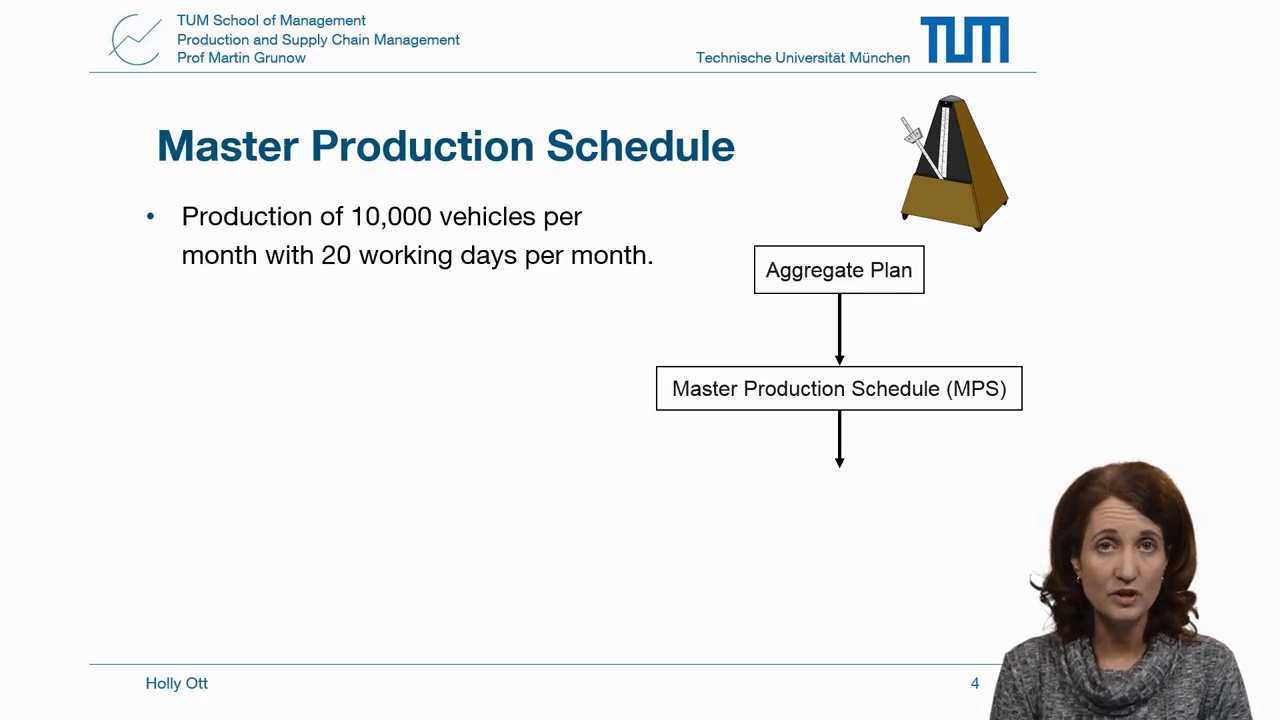 TUM School of Management
Production and Supply Chain Management
Prof Martin Grunow
Technische Universität München
TUM
Master Production Schedule
• Production of 10,000 vehicles per
month with 20 working days per month.
Aggregate Plan
Master Production Schedule (MPS)
Holly Ott
4